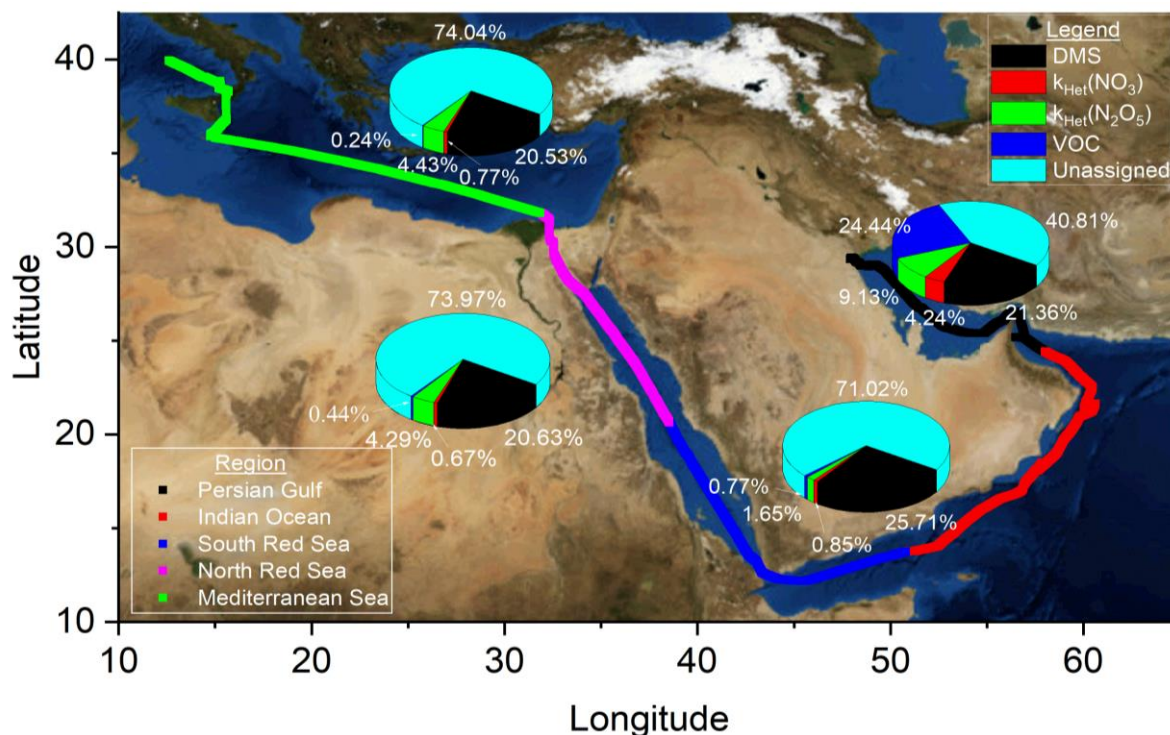 74.04%
0.24%
4.43%
0.77%
20.53%
Legend
DMS
k_Het(NO₃)
k_Het(N₂O₅)
VOC
Unassigned
24.44%
40.81%
9.13%
4.24%
21.36%
73.97%
0.44%
4.29%
0.67%
20.63%
71.02%
0.77%
1.65%
0.85%
25.71%
Region
Persian Gulf
Indian Ocean
South Red Sea
North Red Sea
Mediterranean Sea
Latitude
40
30
20
10
10
20
30
40
50
60
Longitude